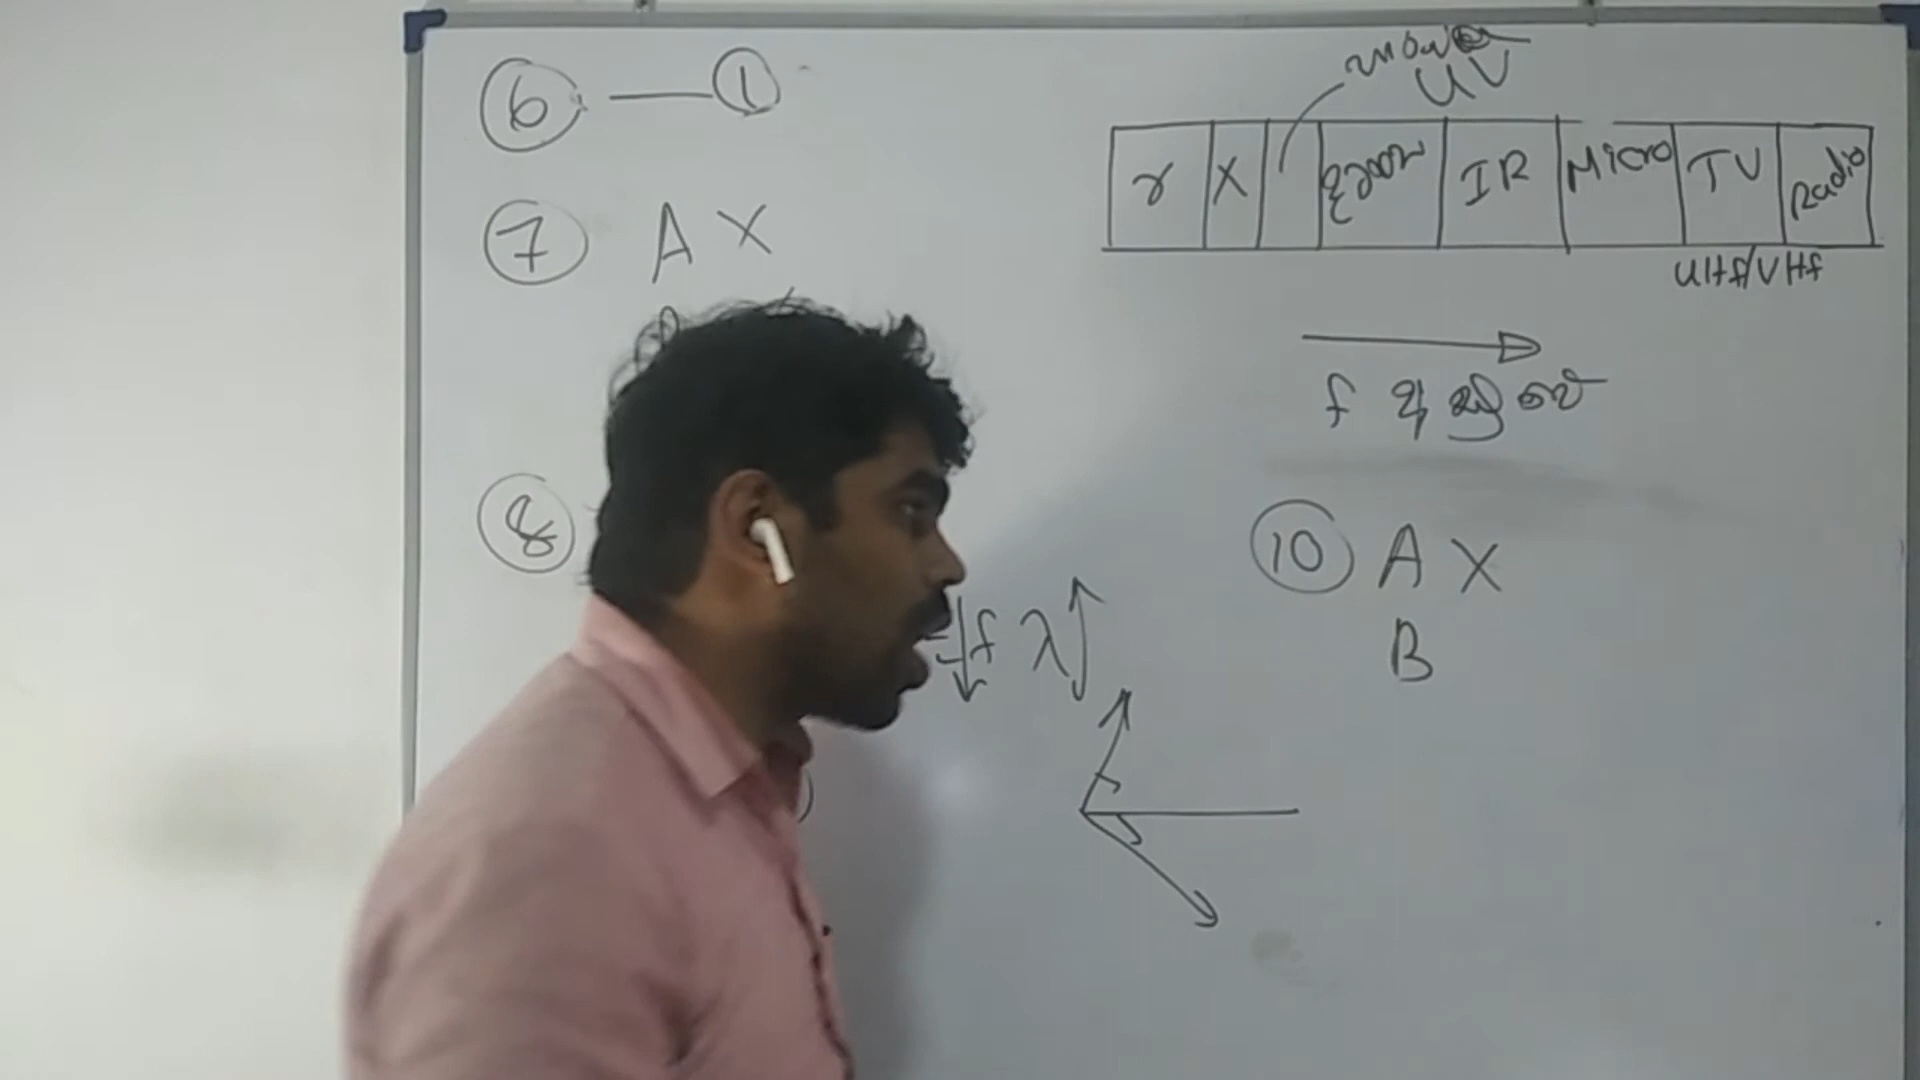 6 — 1
UV
γ X IR Micro TV Radio
UHf/VHf
7 A X
f
8
f λ
10 A X
B